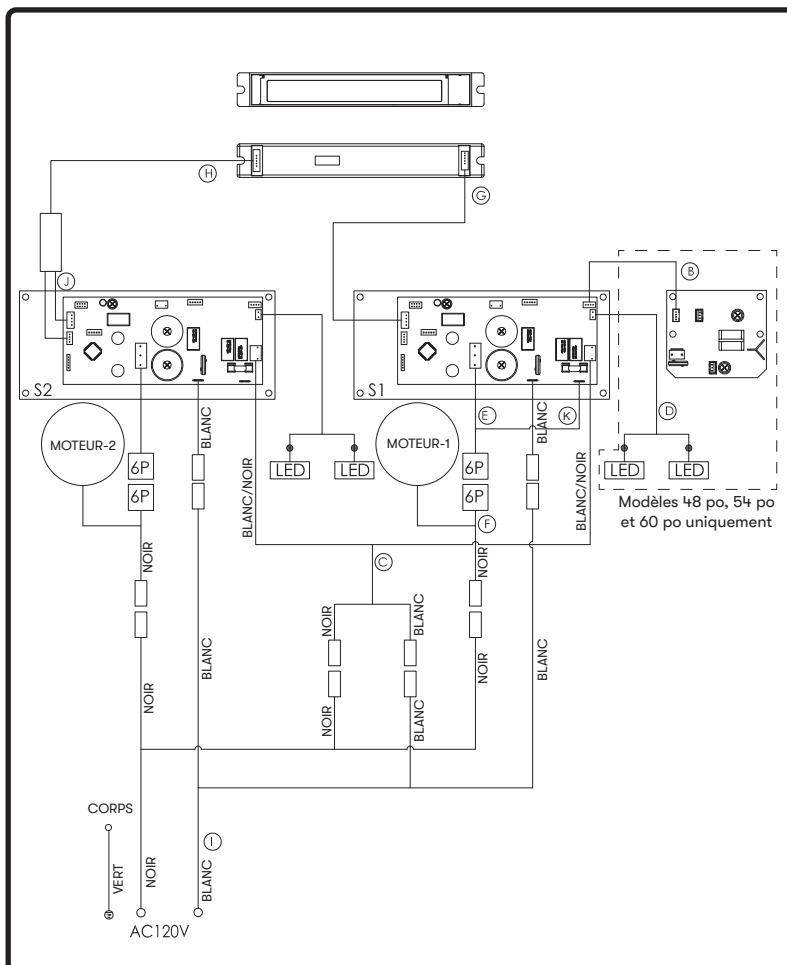 H
G
J
B
S2
S1
E
K
D
MOTEUR-2
BLANC
MOTEUR-1
BLANC
6P
LED
LED
6P
LED
LED
6P
BLANC/NOIR
6P
BLANC/NOIR
Modèles 48 po, 54 po
et 60 po uniquement
F
NOIR
C
NOIR
NOIR
BLANC
NOIR
BLANC
NOIR
BLANC
NOIR
BLANC
CORPS
I
VERT
NOIR
BLANC
AC120V